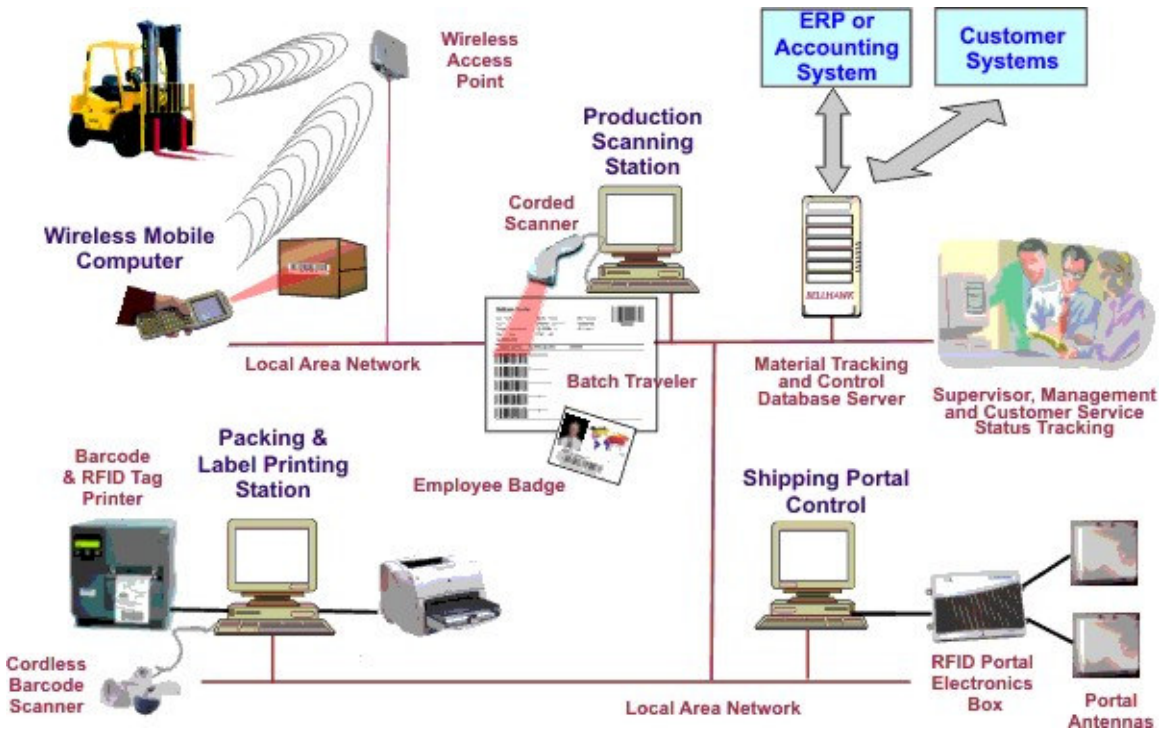 Wireless
Access
Point
ERP or
Accounting
System
Customer
Systems
Production
Scanning
Station
Corded
Scanner
Wireless Mobile
Computer
BELLHAWK
Local Area Network
Batch Traveler
Material Tracking
and Control
Database Server
Supervisor, Management
and Customer Service
Status Tracking
Barcode
& RFID Tag
Printer
Packing &
Label Printing
Station
Employee Badge
Shipping Portal
Control
Cordless
Barcode
Scanner
RFID Portal
Electronics
Box
Portal
Antennas
Local Area Network